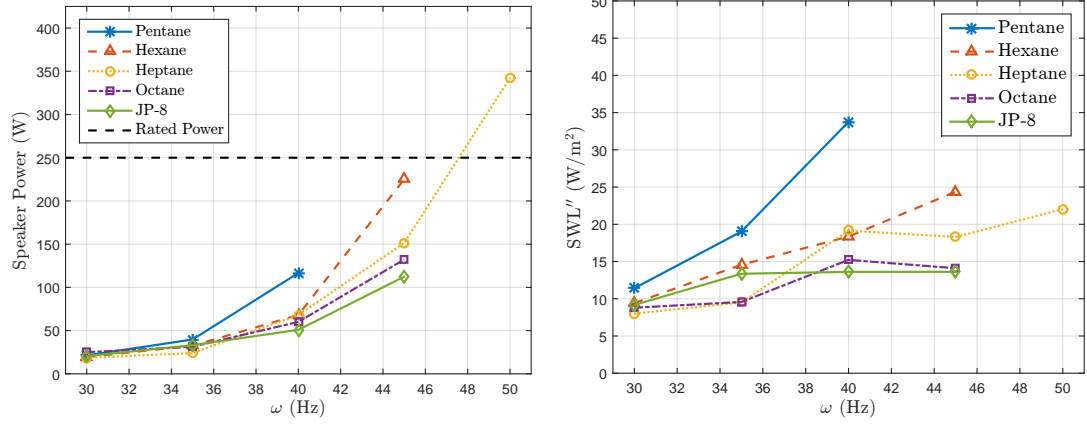 400
350
300
250
200
150
100
50
0
Speaker Power (W)
Pentane
Hexane
Heptane
Octane
JP-8
Rated Power
30 32 34 36 38 40 42 44 46 48 50
ω (Hz)
50
45
40
35
30
25
20
15
10
5
0
SWL″ (W/m²)
Pentane
Hexane
Heptane
Octane
JP-8
30 32 34 36 38 40 42 44 46 48 50
ω (Hz)